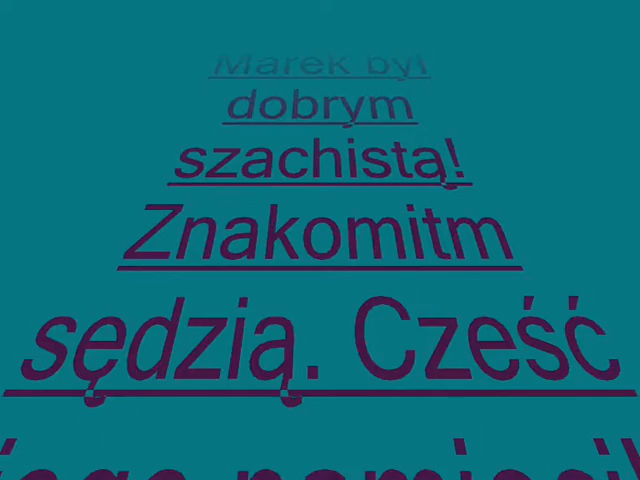 Marek był
dobrym
szachistą!
Znakomitm
sędzią. Cześć